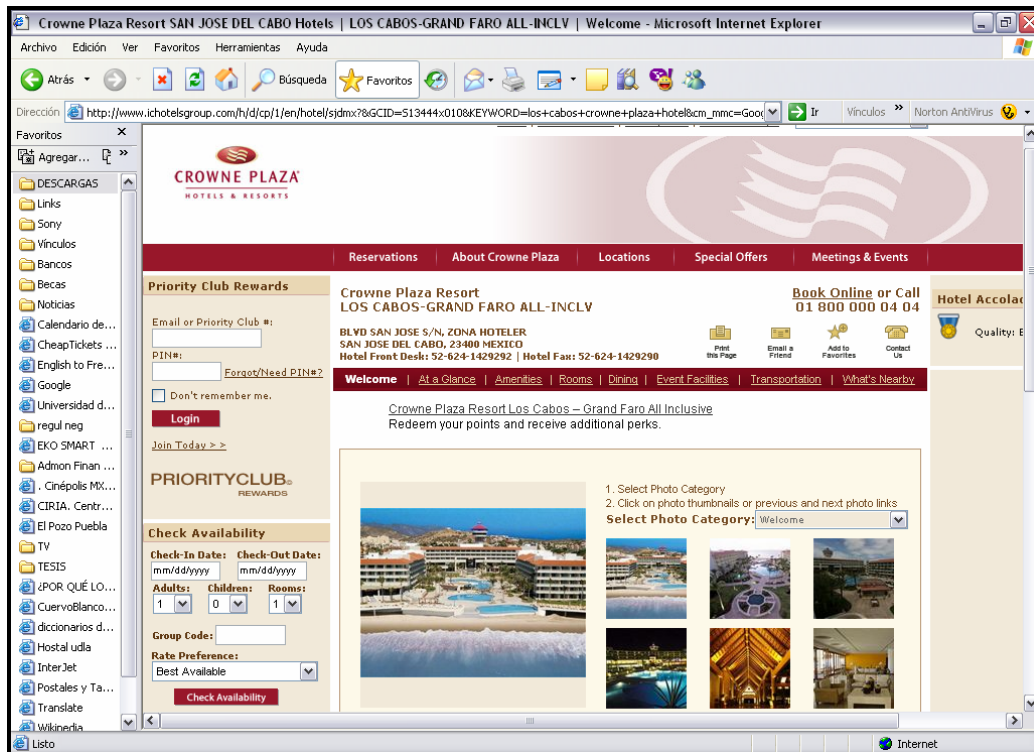 Crowne Plaza Resort SAN JOSE DEL CABO Hotels | LOS CABOS-GRAND FARO ALL-INCLV | Welcome - Microsoft Internet Explorer
Archivo Edición Ver Favoritos Herramientas Ayuda
Atrás Búsqueda Favoritos
Dirección http://www.ichotelsgroup.com/h/d/cp/1/en/hotel/sjdmx?&GCID=S13444x010&KEYWORD=los+cabos+crowne+plaza+hotel&cm_mmc=Goo Ir Vínculos » Norton AntiVirus
Favoritos
Agregar... »
DESCARGAS
Links
Sony
Vínculos
Bancos
Becas
Noticias
Calendario de...
CheapTickets ...
English to Fre...
Google
Universidad d...
regul neg
EKO SMART ...
Admon Finan ...
. Cinépolis MX...
CIRIA. Centr...
El Pozo Puebla
TV
TESIS
¿POR QUÉ LO...
CuervoBlanco...
diccionarios d...
Hostal udla
InterJet
Postales y Ta...
Translate
Wikipedia
CROWNE PLAZA
HOTELS & RESORTS
Reservations | About Crowne Plaza | Locations | Special Offers | Meetings & Events
Priority Club Rewards
Email or Priority Club #:
PIN#:
Forgot/Need PIN#?
Don't remember me.
Login
Join Today > >
PRIORITYCLUB®
REWARDS
Check Availability
Check-In Date: Check-Out Date:
mm/dd/yyyy mm/dd/yyyy
Adults: Children: Rooms:
1 0 1
Group Code:
Rate Preference:
Best Available
Check Availability
Crowne Plaza Resort
LOS CABOS-GRAND FARO ALL-INCLV
Book Online or Call
01 800 000 04 04
BLVD SAN JOSE S/N, ZONA HOTELER
SAN JOSE DEL CABO, 23400 MEXICO
Hotel Front Desk: 52-624-1429292 | Hotel Fax: 52-624-1429290
Print this Page
Email a Friend
Add to Favorites
Contact Us
Welcome | At a Glance | Amenities | Rooms | Dining | Event Facilities | Transportation | What's Nearby
Crowne Plaza Resort Los Cabos – Grand Faro All Inclusive
Redeem your points and receive additional perks.
1. Select Photo Category
2. Click on photo thumbnails or previous and next photo links
Select Photo Category: Welcome
Hotel Accolad
Quality: E
Listo
Internet